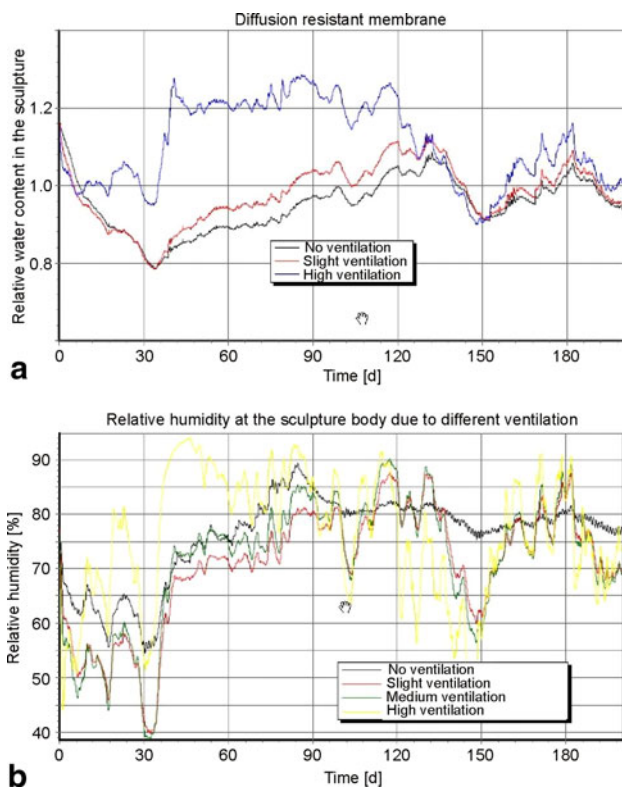 Diffusion resistant membrane
Relative water content in the sculpture
1.2
1.0
0.8
No ventilation
Slight ventilation
High ventilation
0 30 60 90 120 150 180
Time [d]
a
Relative humidity at the sculpture body due to different ventilation
Relative humidity [%]
90
80
70
60
50
40
No ventilation
Slight ventilation
Medium ventilation
High ventilation
0 30 60 90 120 150 180
Time [d]
b